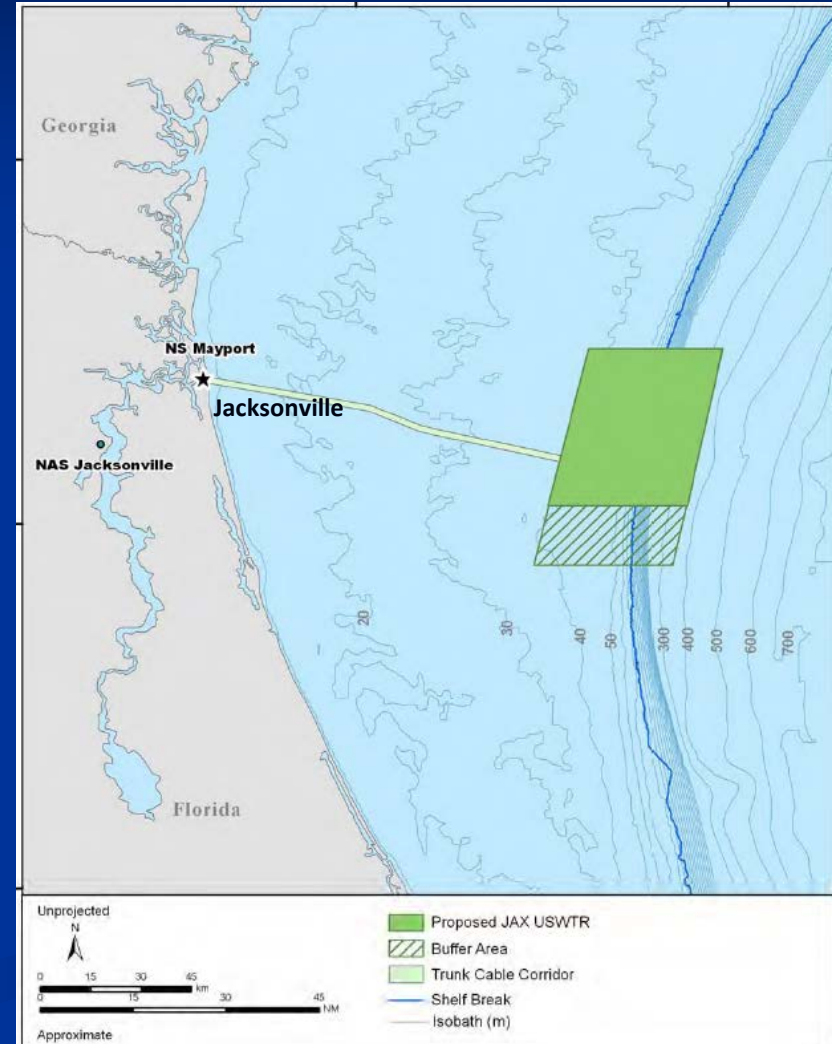 Georgia
NS Mayport
Jacksonville
NAS Jacksonville
20
30
40
50
300
400
500
600
700
Florida
Unprojected
N
0 15 30 45
km
0 15 30 45
NM
Approximate
Proposed JAX USWTR
Buffer Area
Trunk Cable Corridor
Shelf Break
Isobath (m)